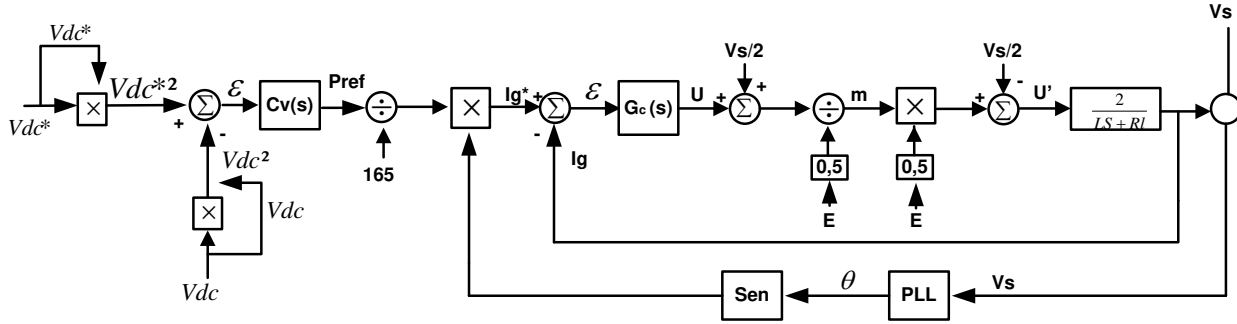 Vdc*
Vdc*
×
Vdc*²
+
-
Σ
ε
Cv(s)
Pref
÷
165
×
Ig*
+
-
Σ
ε
Gc(s)
U
+
Vs/2
+
Σ
÷
m
0,5
E
×
0,5
E
+
Vs/2
-
Σ
U'
2
LS + Rl
Vs
Ig
Vdc²
×
Vdc
Vdc
Sen
θ
PLL
Vs